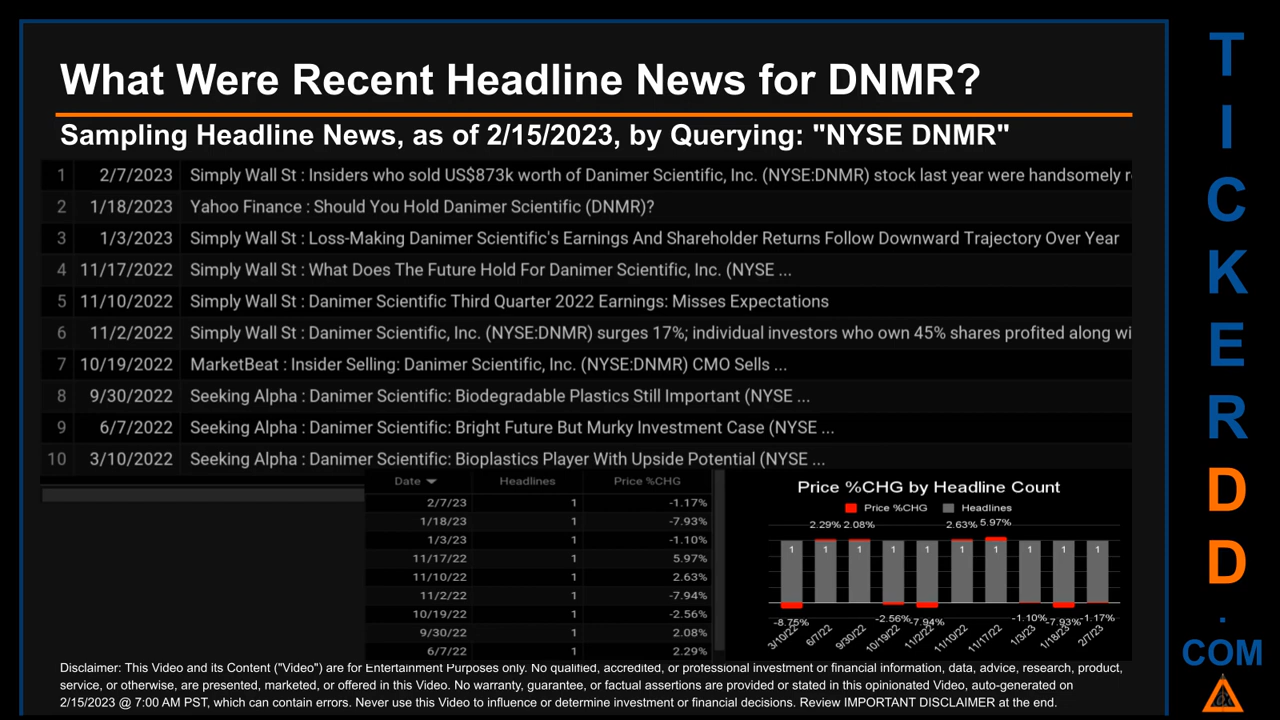 What Were Recent Headline News for DNMR?
Sampling Headline News, as of 2/15/2023, by Querying: "NYSE DNMR"
1 2/7/2023 Simply Wall St : Insiders who sold US$873k worth of Danimer Scientific, Inc. (NYSE:DNMR) stock last year were handsomely r
2 1/18/2023 Yahoo Finance : Should You Hold Danimer Scientific (DNMR)?
3 1/3/2023 Simply Wall St : Loss-Making Danimer Scientific's Earnings And Shareholder Returns Follow Downward Trajectory Over Year
4 11/17/2022 Simply Wall St : What Does The Future Hold For Danimer Scientific, Inc. (NYSE ...
5 11/10/2022 Simply Wall St : Danimer Scientific Third Quarter 2022 Earnings: Misses Expectations
6 11/2/2022 Simply Wall St : Danimer Scientific, Inc. (NYSE:DNMR) surges 17%; individual investors who own 45% shares profited along wi
7 10/19/2022 MarketBeat : Insider Selling: Danimer Scientific, Inc. (NYSE:DNMR) CMO Sells ...
8 9/30/2022 Seeking Alpha : Danimer Scientific: Biodegradable Plastics Still Important (NYSE ...
9 6/7/2022 Seeking Alpha : Danimer Scientific: Bright Future But Murky Investment Case (NYSE ...
10 3/10/2022 Seeking Alpha : Danimer Scientific: Bioplastics Player With Upside Potential (NYSE ...
Date Headlines Price %CHG
2/7/23 1 -1.17%
1/18/23 1 -7.93%
1/3/23 1 -1.10%
11/17/22 1 5.97%
11/10/22 1 2.63%
11/2/22 1 -7.94%
10/19/22 1 -2.56%
9/30/22 1 2.08%
6/7/22 1 2.29%
Price %CHG by Headline Count
Price %CHG Headlines
2.29% 2.08% 2.63% 5.97%
1 1 1 1 1 1 1 1 1 1
-8.75% -2.56% -7.94% -1.10% -7.93% -1.17%
3/10/22 6/7/22 9/30/22 10/19/22 11/2/22 11/10/22 11/17/22 1/3/23 1/18/23 2/7/23
Disclaimer: This Video and its Content ("Video") are for Entertainment Purposes only. No qualified, accredited, or professional investment or financial information, data, advice, research, product,
service, or otherwise, are presented, marketed, or offered in this Video. No warranty, guarantee, or factual assertions are provided or stated in this opinionated Video, auto-generated on
2/15/2023 @ 7:00 AM PST, which can contain errors. Never use this Video to influence or determine investment or financial decisions. Review IMPORTANT DISCLAIMER at the end.
T
I
C
K
E
R
D
D
.
COM